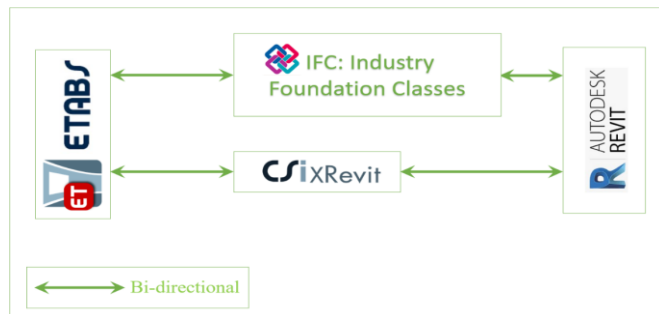 ETABS
ET
IFC: Industry
Foundation Classes
CSiXRevit
AUTODESK
REVIT
R
Bi-directional